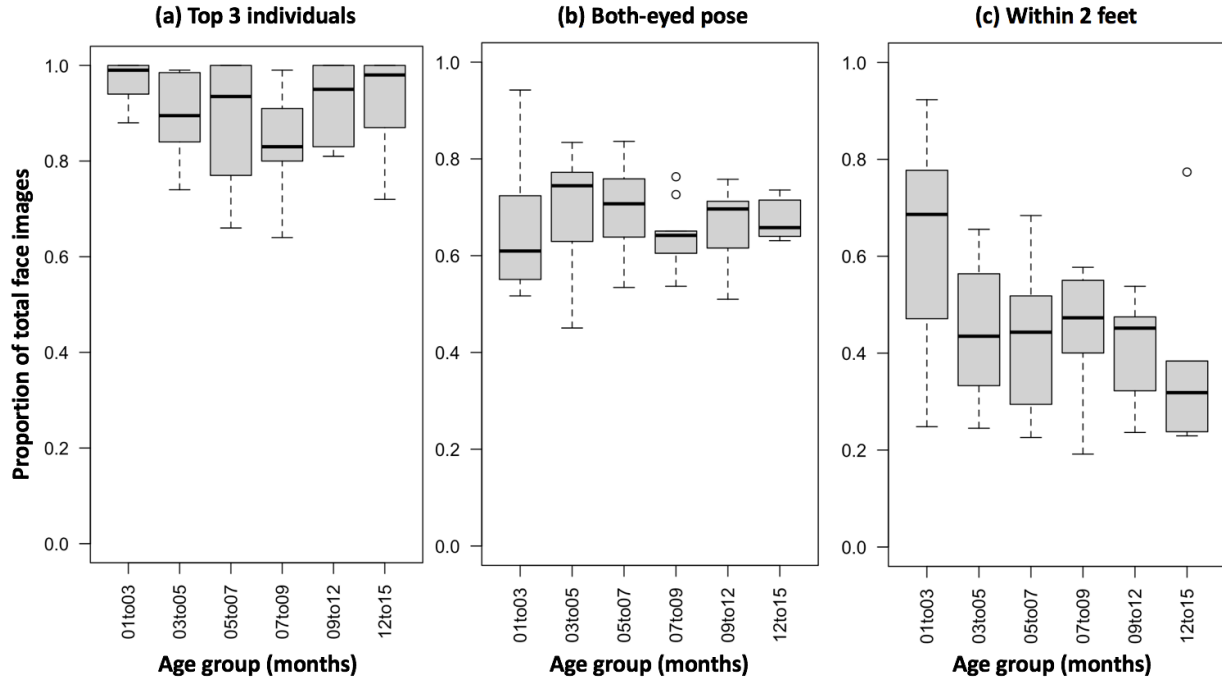 (a) Top 3 individuals
(b) Both-eyed pose
(c) Within 2 feet
Proportion of total face images
1.0
0.8
0.6
0.4
0.2
0.0
01to03
03to05
05to07
07to09
09to12
12to15
Age group (months)
1.0
0.8
0.6
0.4
0.2
0.0
01to03
03to05
05to07
07to09
09to12
12to15
Age group (months)
1.0
0.8
0.6
0.4
0.2
0.0
01to03
03to05
05to07
07to09
09to12
12to15
Age group (months)